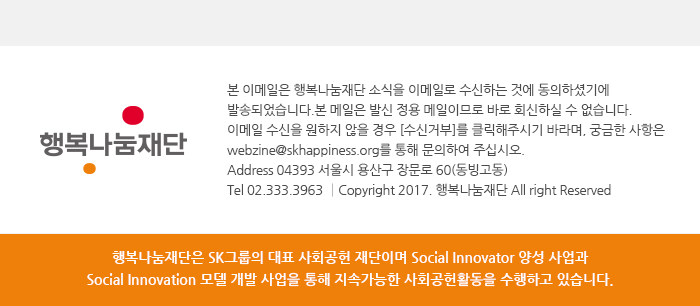 본 이메일은 행복나눔재단 소식을 이메일로 수신하는 것에 동의하셨기에
발송되었습니다.본 메일은 발신 정용 메일이므로 바로 회신하실 수 없습니다.
행복나눔재단
이메일 수신을 원하지 않을 경우 [수신거부]를 클릭해주시기 바라며, 궁금한 사항은
webzine@skhappiness.org를 통해 문의하여 주십시오.
Address 04393 서울시 용산구 장문로 60(동빙고동)
Tel 02.333.3963 | Copyright 2017. 행복나눔재단 All right Reserved
행복나눔재단은 SK그룹의 대표 사회공헌 재단이며 Social Innovator 양성 사업과
Social Innovation 모델 개발 사업을 통해 지속가능한 사회공헌활동을 수행하고 있습니다.